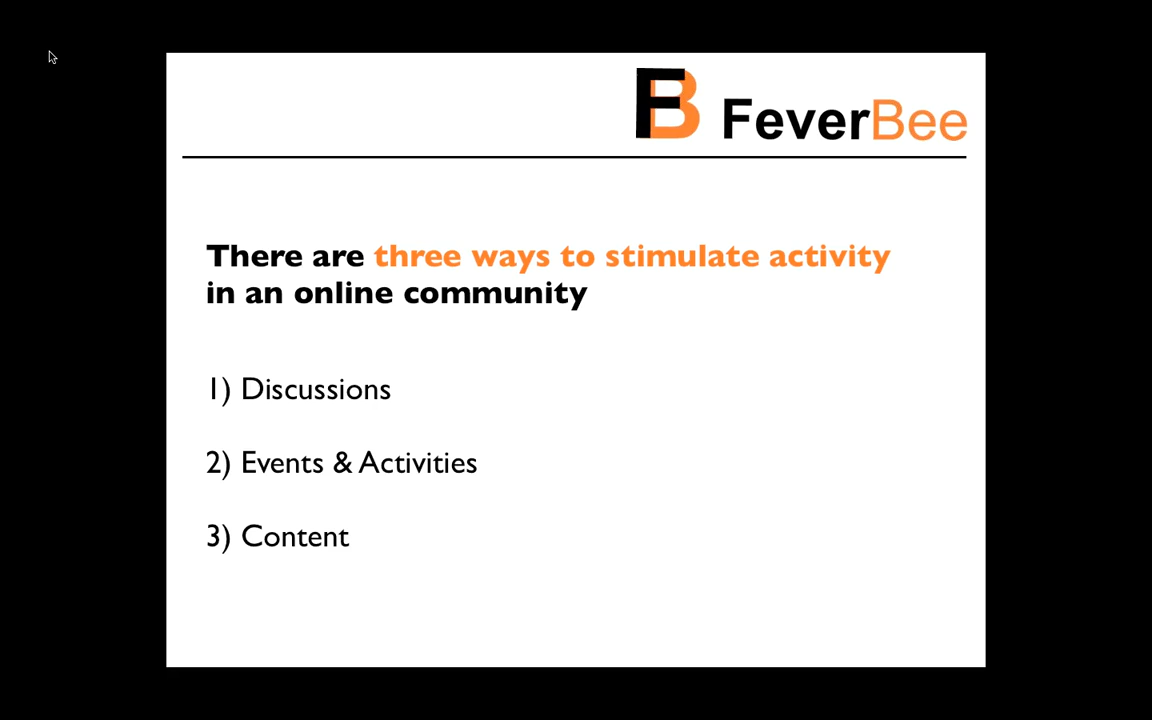 FB FeverBee
There are three ways to stimulate activity
in an online community
1) Discussions
2) Events & Activities
3) Content